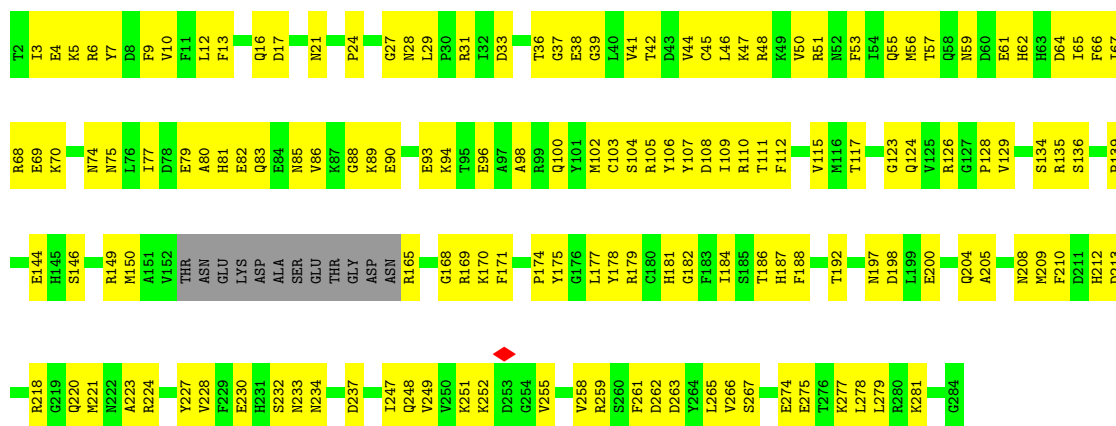 T2 I3 E4 K5 R6 Y7 D8 F9 V10 F11 L12 F13 Q16 D17 N21 P24 G27 N28 L29 P30 R31 I32 D33 T36 G37 E38 G39 L40 V41 T42 D43 V44 C45 L46 K47 R48 K49 V50 R51 N52 F53 I54 Q55 M56 T57 Q58 N59 D60 E61 H62 H63 D64 I65 F66
R68 E69 K70 N74 N75 L76 I77 D78 E79 A80 H81 E82 Q83 E84 N85 V86 K87 G88 K89 E90 E93 K94 T95 E96 A97 A98 R99 Q100 Y101 M102 C103 S104 R105 Y106 Y107 D108 I109 R110 T111 F112 V115 M116 T117 G123 Q124 V125 R126 G127 P128 V129 S134 R135 S136
E144 H145 S146 R149 M150 A151 V152 THR ASN GLU LYS ASP ALA SER GLU THR GLY ASP ASN R165 G168 R169 K170 F171 P174 Y175 G176 L177 Y178 R179 C180 H181 G182 F183 I184 S185 T186 H187 F188 T192 N197 D198 L199 E200 Q204 A205 N208 M209 F210 D211 H212
R218 G219 Q220 M221 N222 A223 R224 Y227 V228 F229 E230 H231 S232 N233 N234 D237 I247 Q248 V249 V250 K251 K252 D253 G254 V255 V258 R259 S260 F261 D262 D263 Y264 L265 V266 S267 E274 E275 T276 K277 L278 L279 R280 K281 G284